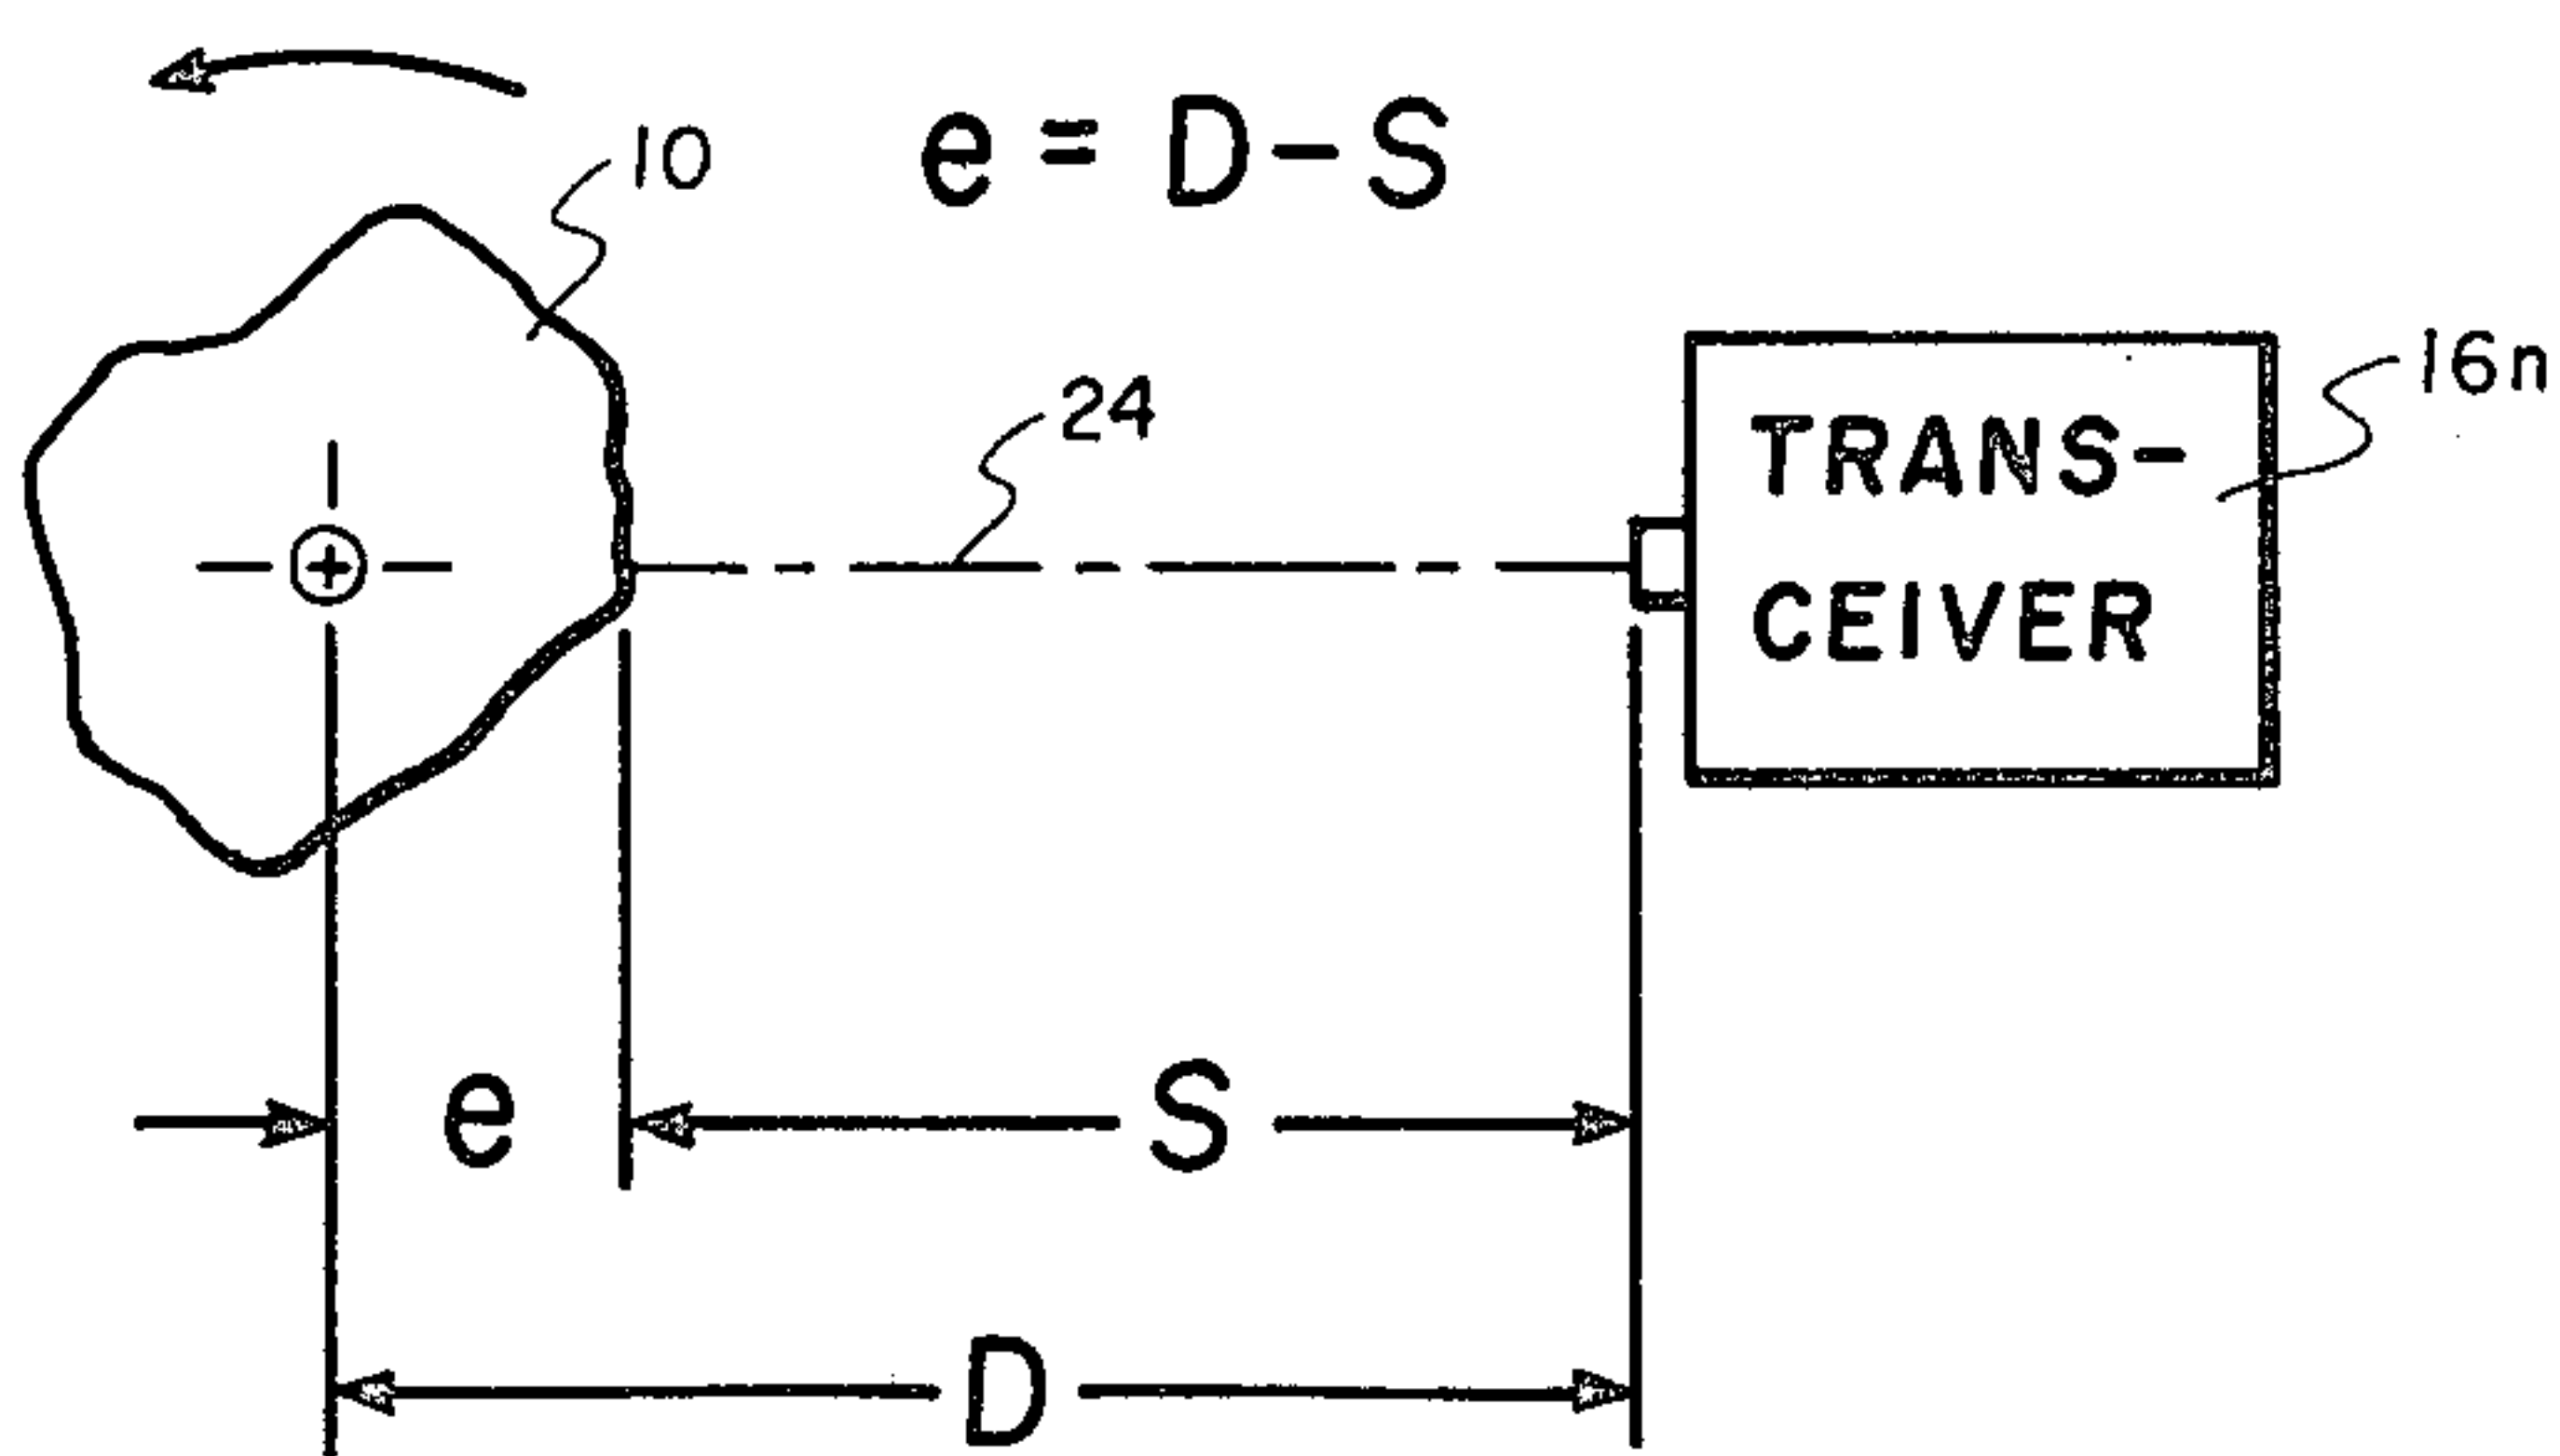 10
e = D-S
16n
24
TRANS-
CEIVER
e
S
D